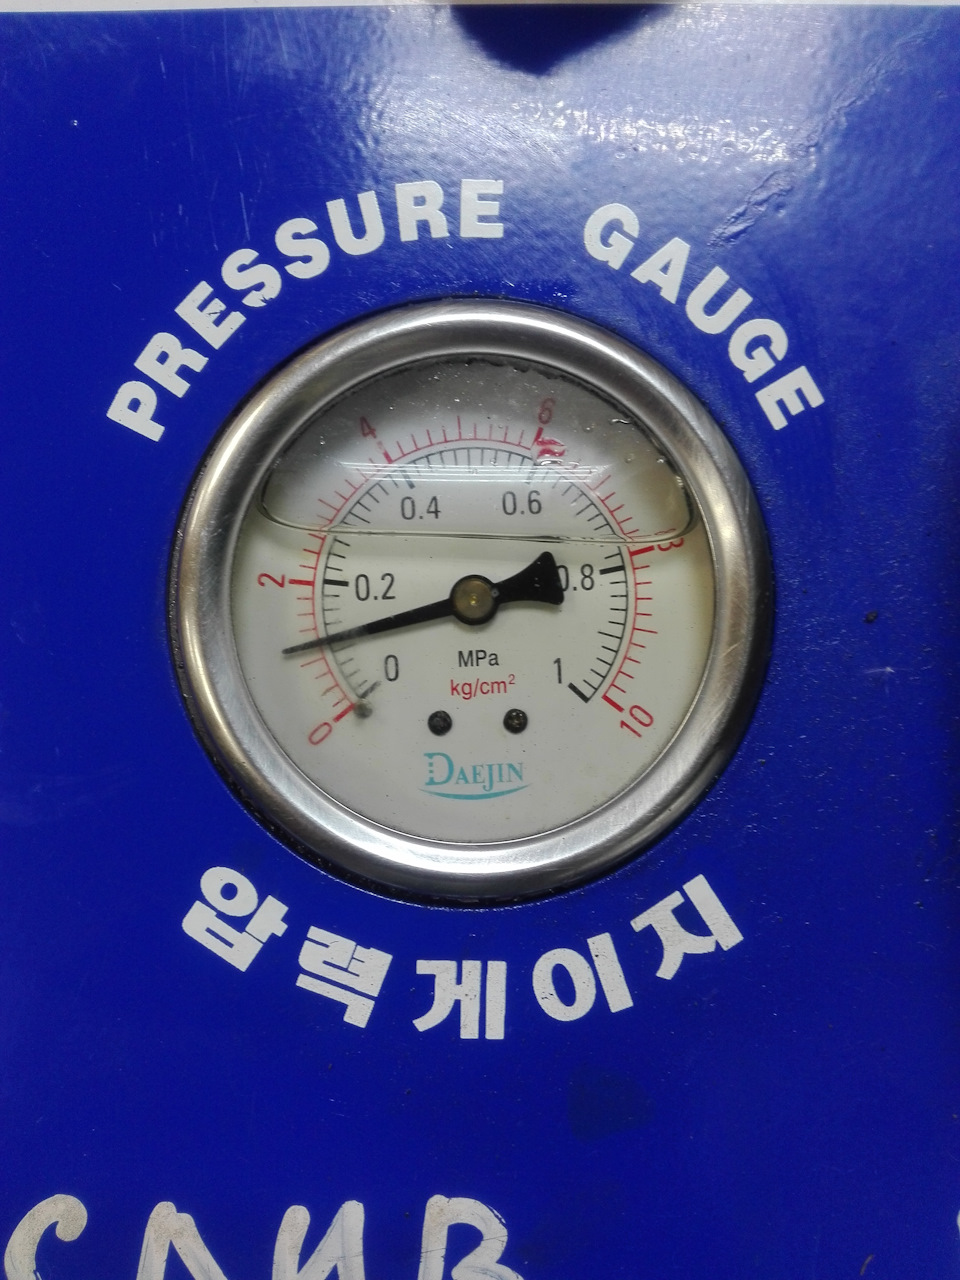 PRESSURE GAUGE
6
4
0.4 0.6
8
2 0.2 0.8
0 1
MPa
kg/cm²
0 10
DAEJIN
압력게이지